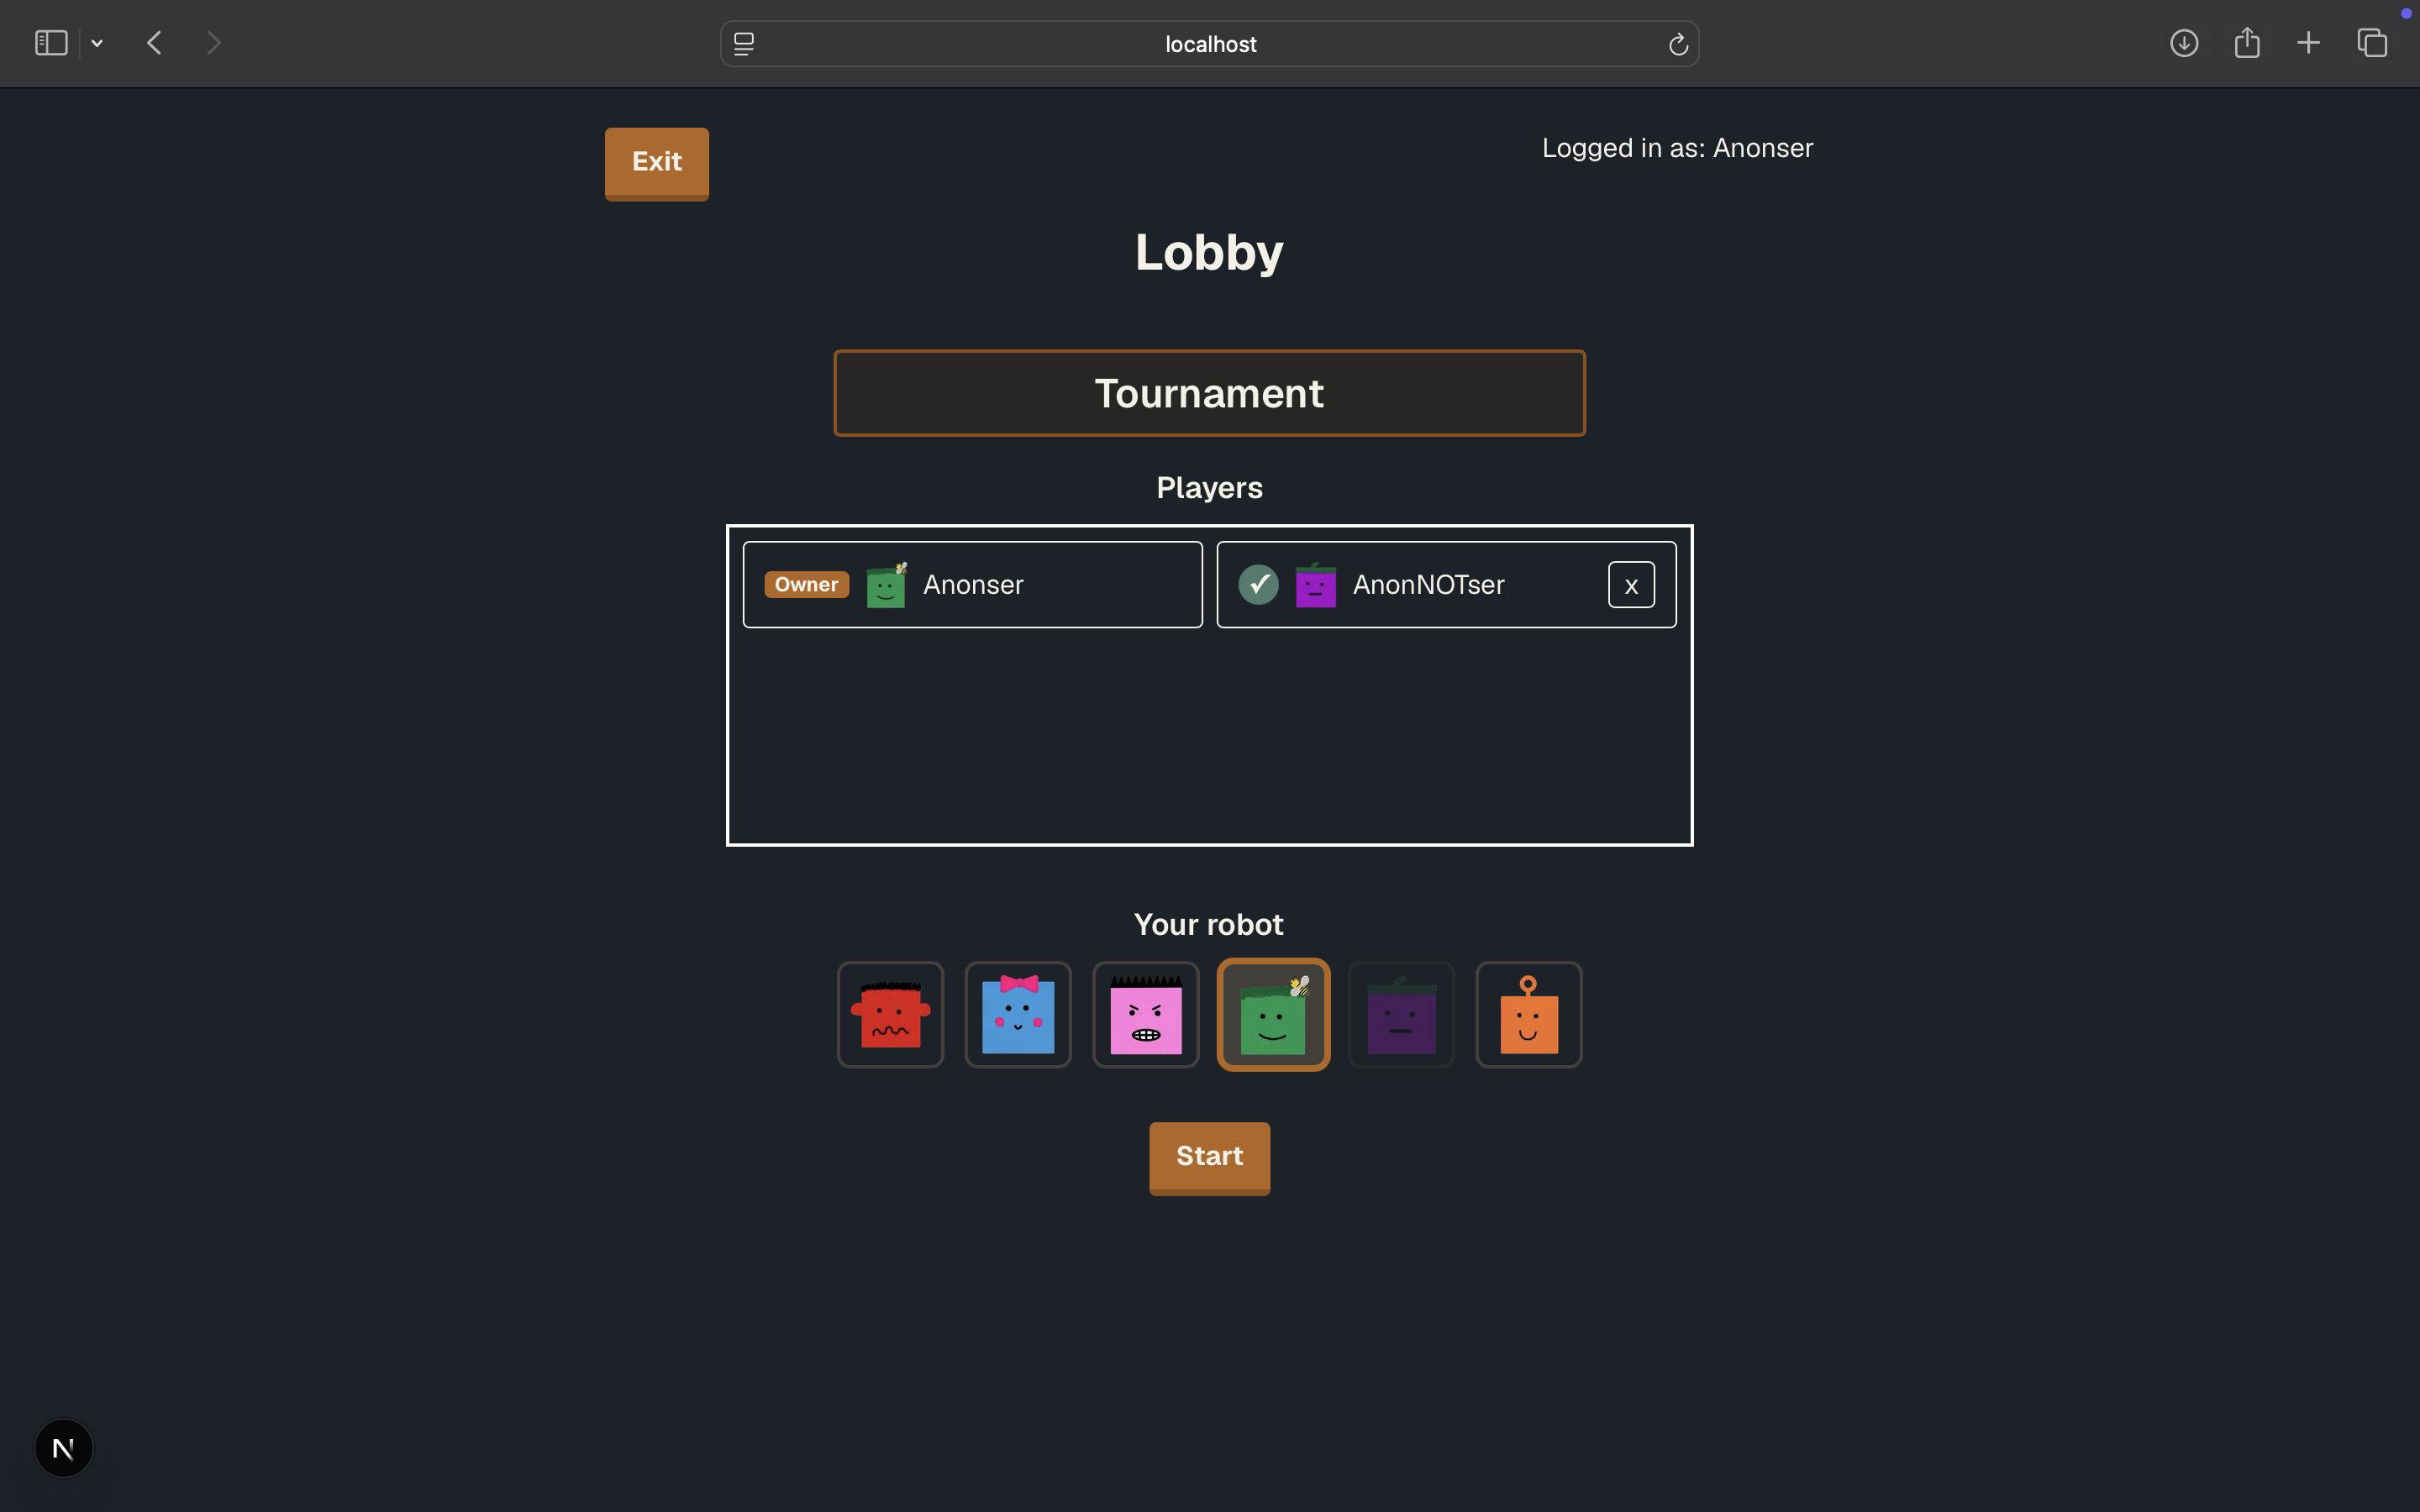 localhost
Exit
Logged in as: Anonser
Lobby
Tournament
Players
Owner Anonser
AnonNOTser x
Your robot
Start
N